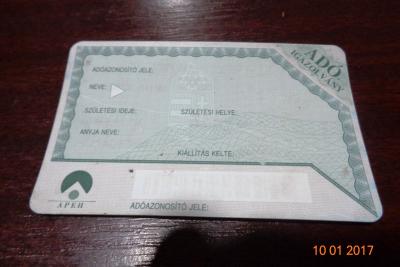 ADÓ
IGAZOLVÁNY
ADÓAZONOSÍTÓ JELE:
NEVE:
SZÜLETÉSI IDEJE: SZÜLETÉSI HELYE:
ANYJA NEVE:
KIÁLLÍTÁS KELTE:
APEH
ADÓAZONOSÍTÓ JELE:
10 01 2017